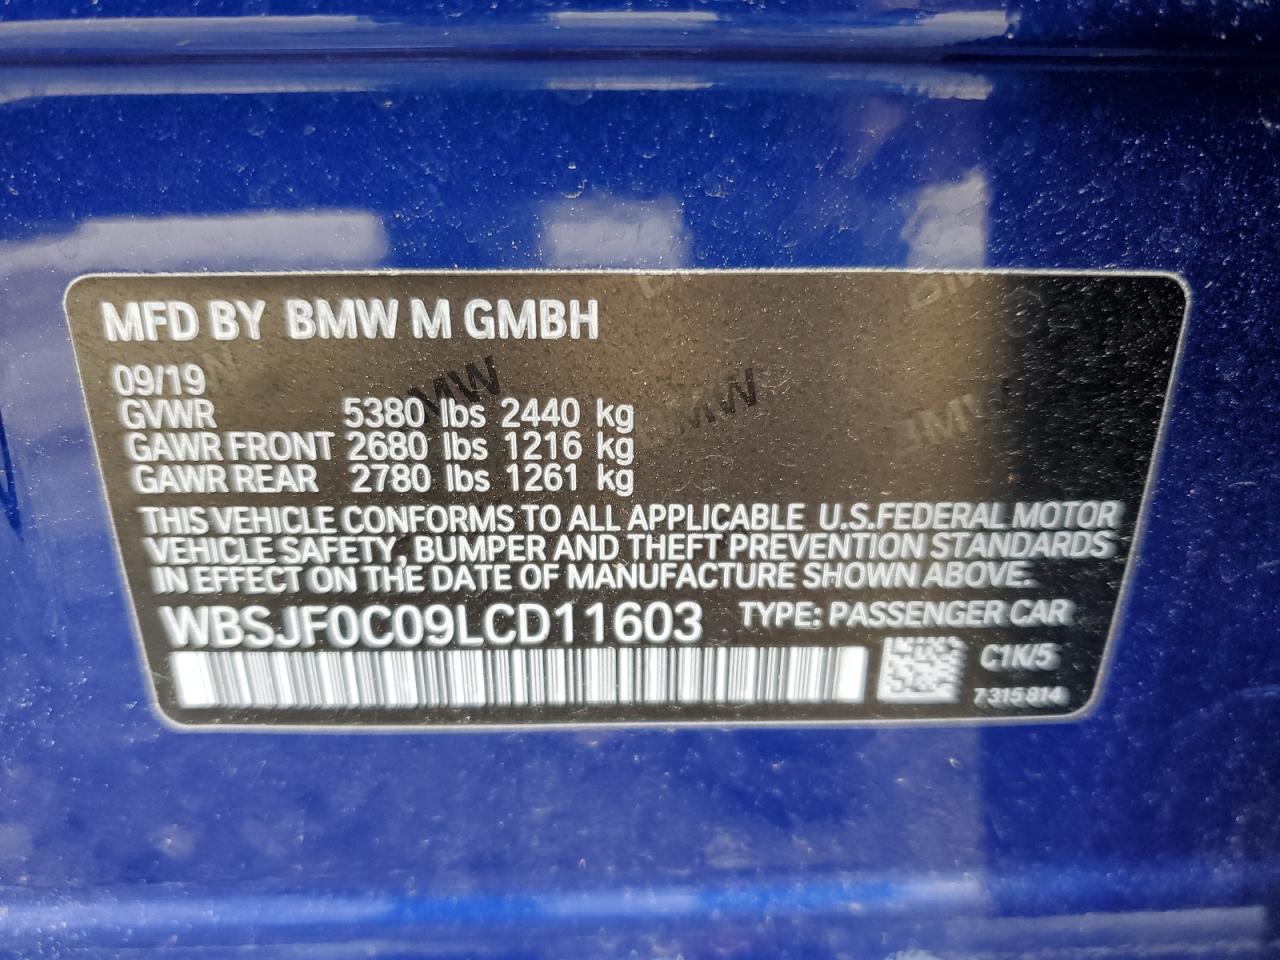 MFD BY BMW M GMBH
09/19
GVWR 5380 lbs 2440 kg
GAWR FRONT 2680 lbs 1216 kg
GAWR REAR 2780 lbs 1261 kg
THIS VEHICLE CONFORMS TO ALL APPLICABLE U.S.FEDERAL MOTOR
VEHICLE SAFETY, BUMPER AND THEFT PREVENTION STANDARDS
IN EFFECT ON THE DATE OF MANUFACTURE SHOWN ABOVE.
WBSJF0C09LCD11603 TYPE: PASSENGER CAR
C1K/5
7 315 814